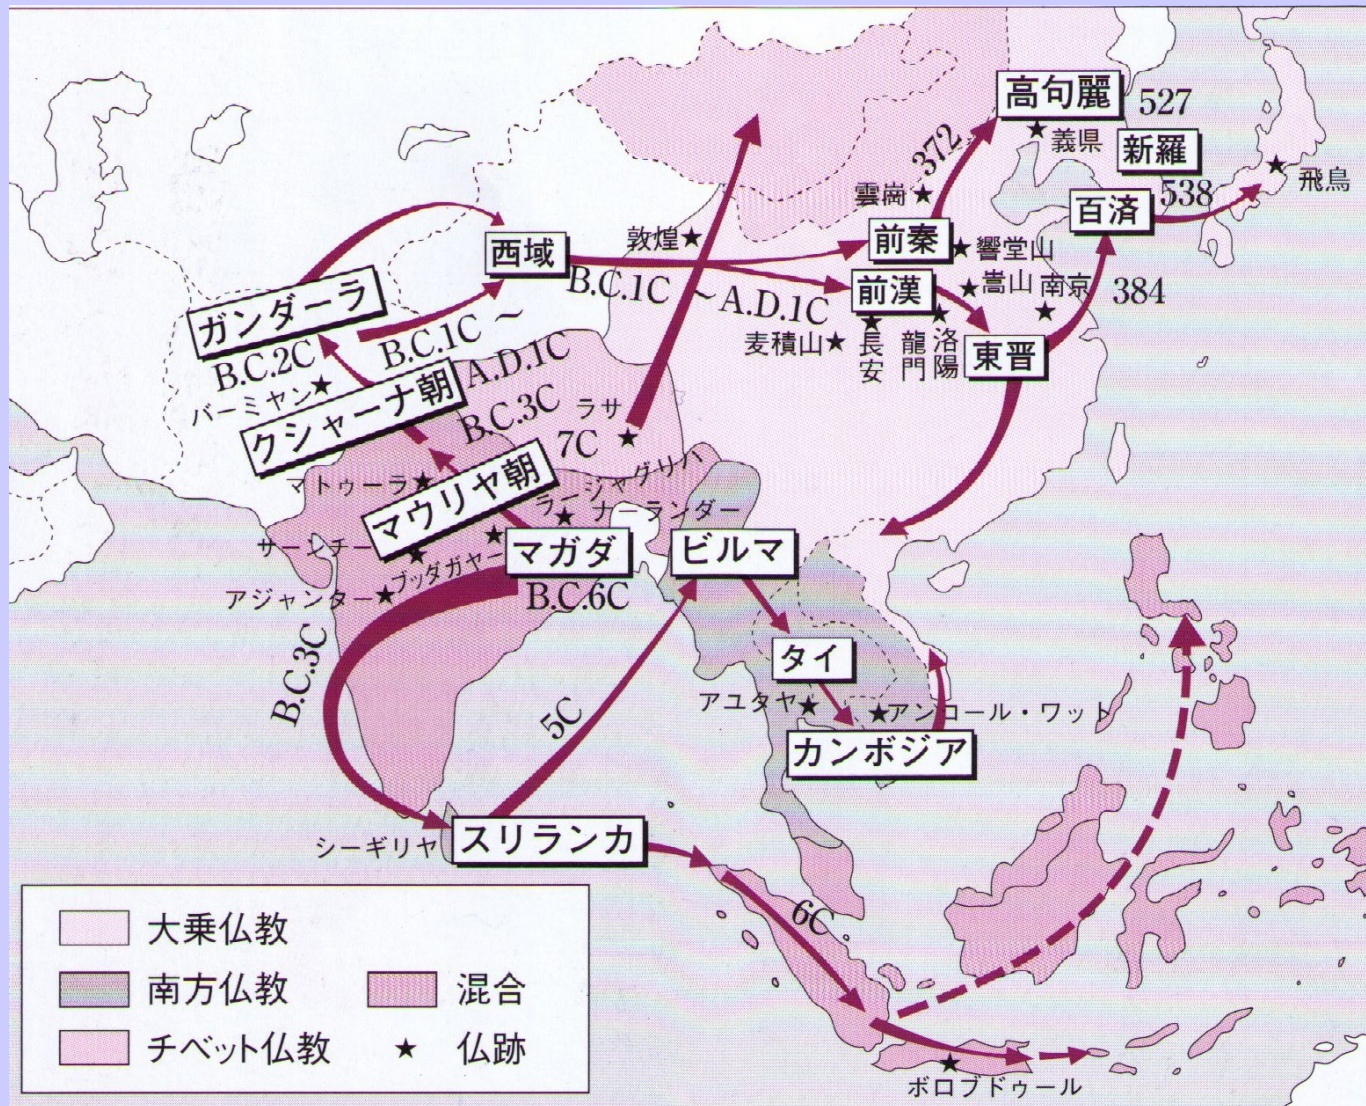 高句麗
527
義県
新羅
372
飛鳥
雲崗
538
百済
前秦
敦煌
響堂山
西域
B.C.1C ～A.D.1C
前漢
嵩山
南京
384
ガンダーラ
麦積山
長安
龍門
洛陽
東晋
B.C.2C
B.C.1C ～
A.D.1C
バーミヤン
クシャーナ朝
B.C.3C
ラサ
7C
マトゥーラ
マウリヤ朝
ラージャグリハ
ナーランダー
サーンチー
ブッダガヤー
マガダ
ビルマ
アジャンター
B.C.6C
B.C.3C
タイ
アユタヤ
アンコール・ワット
5C
カンボジア
シーギリヤ
スリランカ
6C
ボロブドゥール
大乗仏教
南方仏教
混合
チベット仏教
仏跡